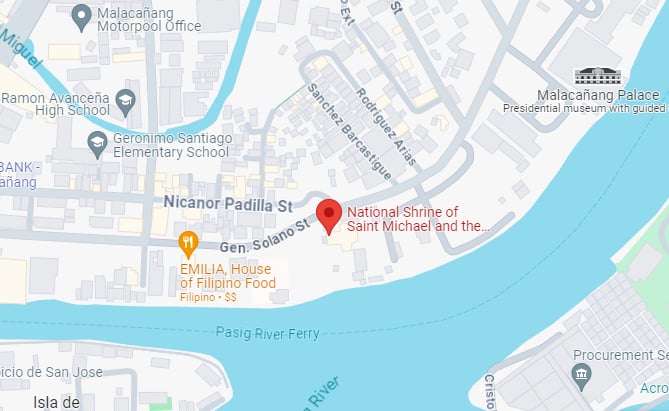 Malacañang
Motorpool Office
Ext
St
Miguel
Malacañang Palace
Presidential museum with guided
Ramon Avanceña
High School
Sanchez Barcastigue
Rodriguez Arias
Geronimo Santiago
Elementary School
BANK -
añang
Nicanor Padilla St
National Shrine of
Saint Michael and the...
Gen. Solano St
EMILIA, House
of Filipino Food
Filipino • $$
Pasig River Ferry
Procurement Se
picio de San Jose
River
Cristo
Acro
Isla de